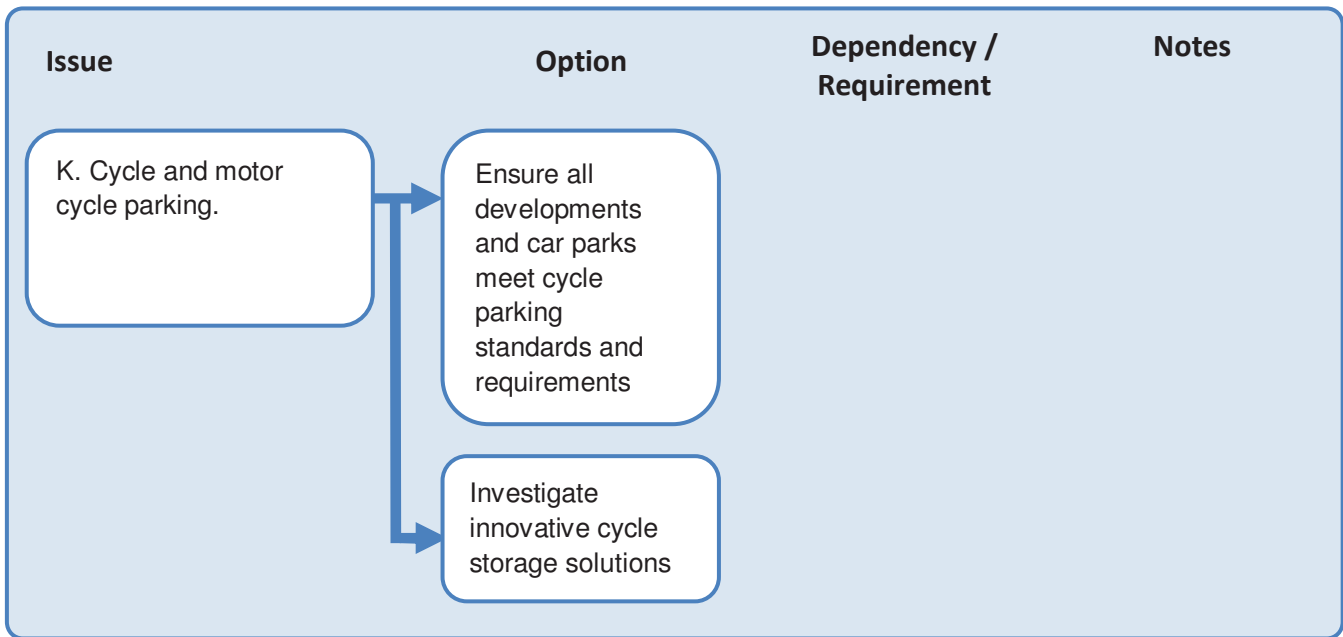 Issue
Option
Dependency /
Requirement
Notes
K. Cycle and motor
cycle parking.
Ensure all
developments
and car parks
meet cycle
parking
standards and
requirements
Investigate
innovative cycle
storage solutions